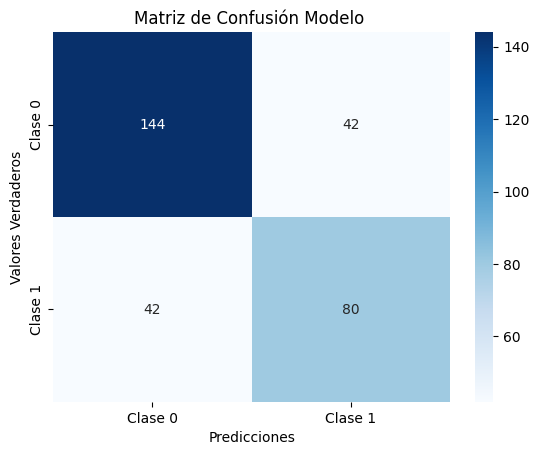 Matriz de Confusión Modelo
Valores Verdaderos
Clase 0
144
42
Clase 1
42
80
Clase 0
Clase 1
Predicciones
140
120
100
80
60